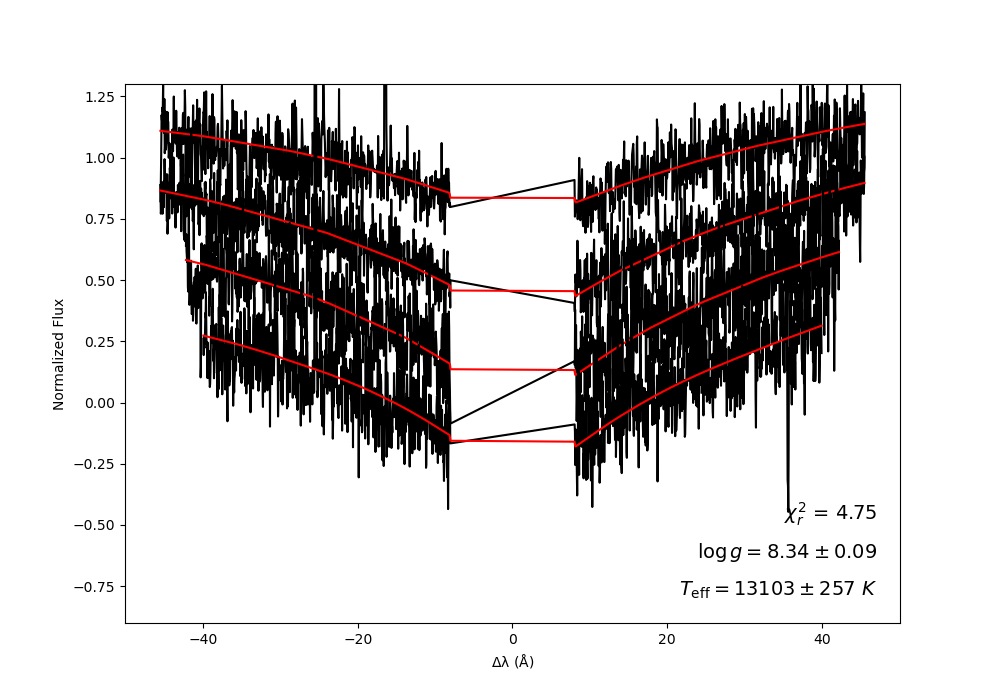 1.25
1.00
0.75
0.50
0.25
0.00
−0.25
−0.50
−0.75
Normalized Flux
χ²ᵣ = 4.75
log g = 8.34 ± 0.09
T_eff = 13103 ± 257 K
−40
−20
0
20
40
Δλ (Å)